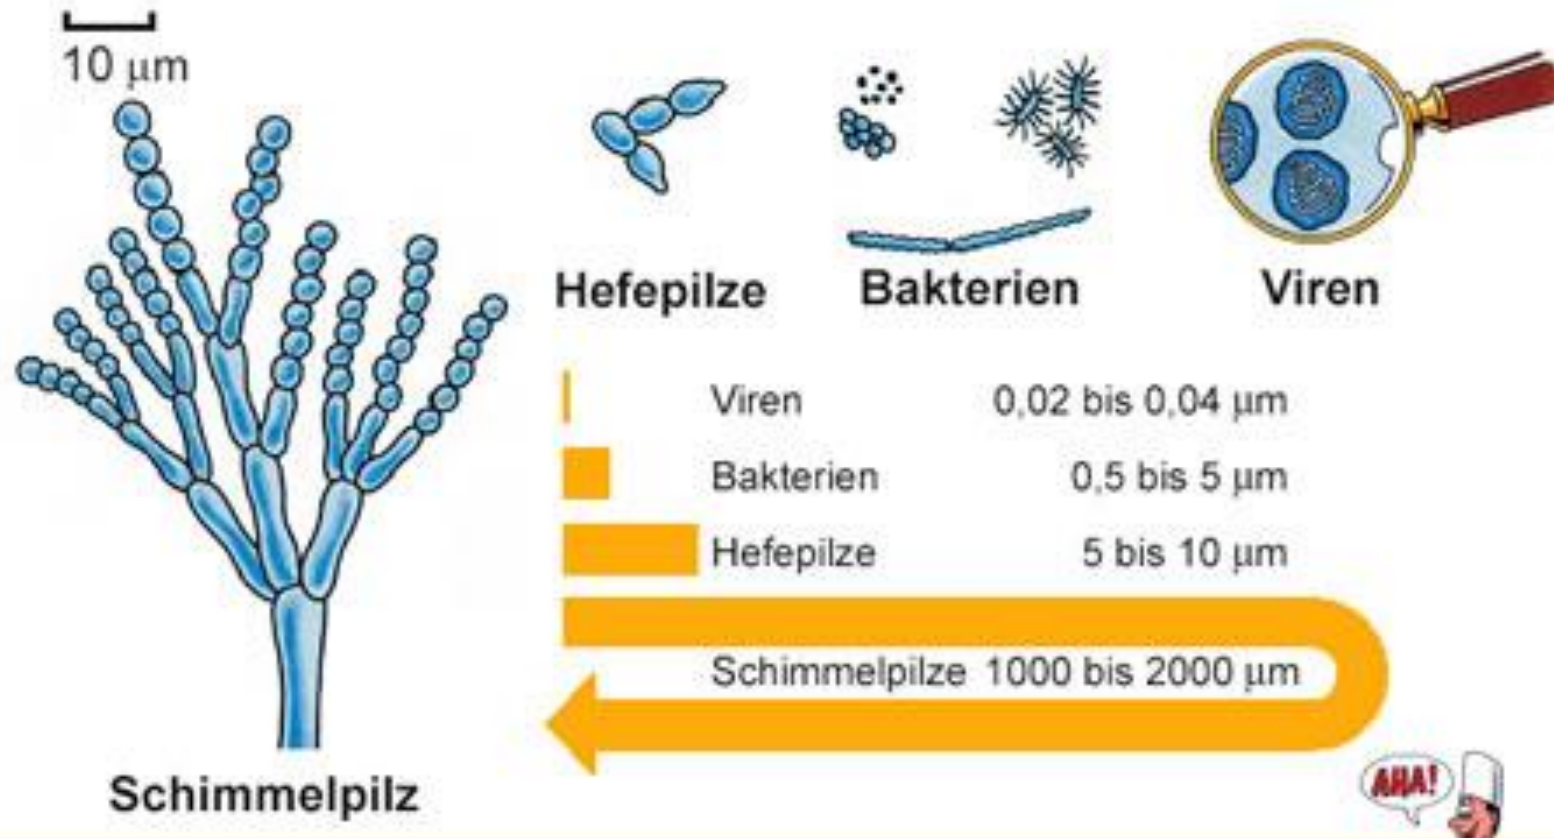 10 µm
Hefepilze
Bakterien
Viren
Viren 0,02 bis 0,04 µm
Bakterien 0,5 bis 5 µm
Hefepilze 5 bis 10 µm
Schimmelpilze 1000 bis 2000 µm
Schimmelpilz
AHA!